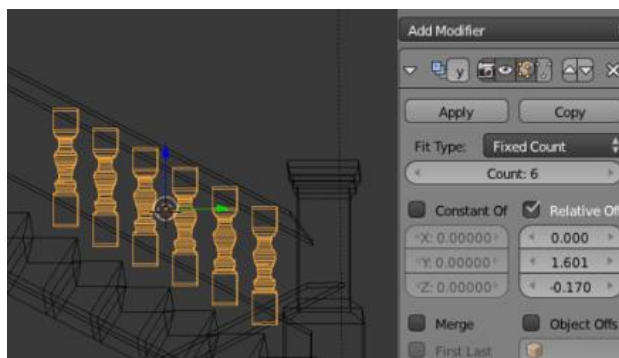 Add Modifier
y
Apply Copy
Fit Type: Fixed Count
Count: 6
Constant Of Relative Off
X: 0.00000 0.000
Y: 0.00000 1.601
Z: 0.00000 -0.170
Merge Object Offs
First Last